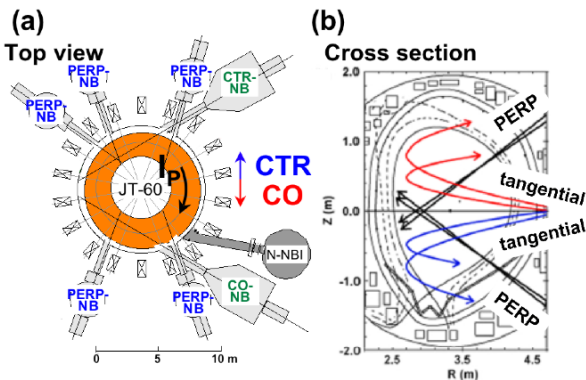 (a)
Top view
PERP-
NB
PERP-
NB
CTR-
NB
PERP-
NB
I
P
JT-60
CTR
CO
N-NBI
PERP-
NB
PERP-
NB
CO-
NB
0 5 10 m
(b)
Cross section
2.0
1.0
0.0
-1.0
-2.0
Z (m)
PERP
tangential
tangential
PERP
2.5 3.5 4.5
R (m)